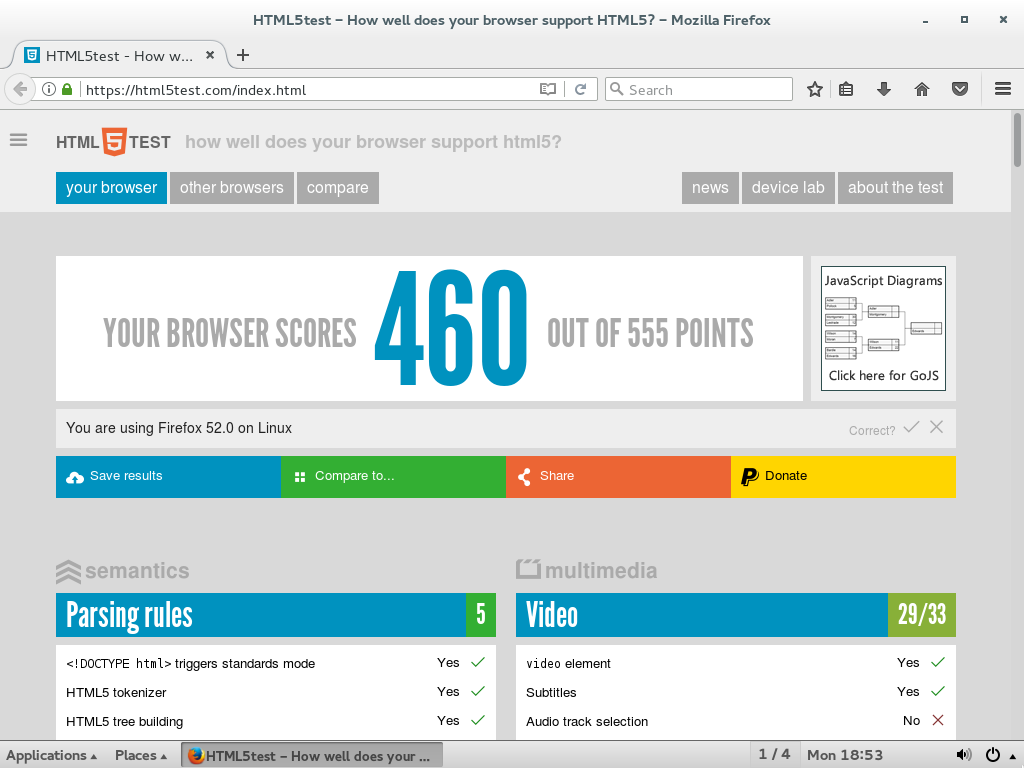 HTML5test – How well does your browser support HTML5? – Mozilla Firefox
HTML5test - How w...
https://html5test.com/index.html
Search
HTML 5 TEST how well does your browser support html5?
your browser other browsers compare news device lab about the test
YOUR BROWSER SCORES 460 OUT OF 555 POINTS
JavaScript Diagrams
Click here for GoJS
You are using Firefox 52.0 on Linux Correct?
Save results Compare to... Share Donate
semantics
Parsing rules 5
<!DOCTYPE html> triggers standards mode Yes
HTML5 tokenizer Yes
HTML5 tree building Yes
multimedia
Video 29/33
video element Yes
Subtitles Yes
Audio track selection No
Applications Places HTML5test – How well does your ... 1 / 4 Mon 18:53